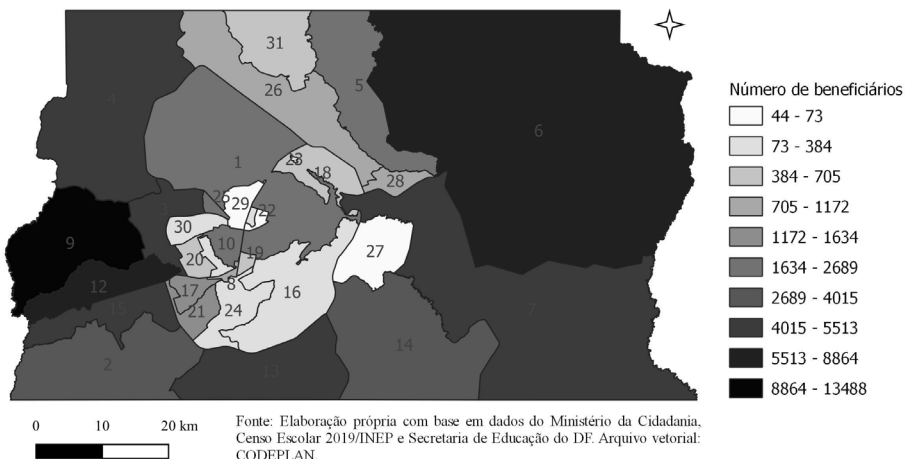 31
26
5
4
6
1
23
18
28
25
29
22
3
30
9
10
19
27
20
12
8
17
16
7
15
24
21
14
2
13
Número de beneficiários
44 - 73
73 - 384
384 - 705
705 - 1172
1172 - 1634
1634 - 2689
2689 - 4015
4015 - 5513
5513 - 8864
8864 - 13488
0 10 20 km
Fonte: Elaboração própria com base em dados do Ministério da Cidadania,
Censo Escolar 2019/INEP e Secretaria de Educação do DF. Arquivo vetorial:
CODEPLAN